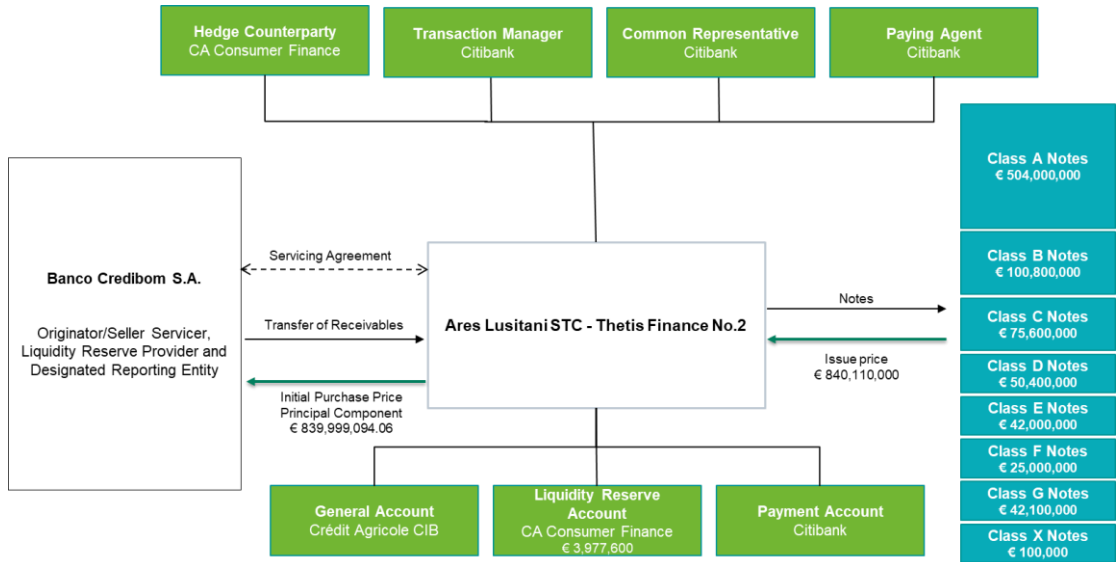 Hedge Counterparty
CA Consumer Finance
Transaction Manager
Citibank
Common Representative
Citibank
Paying Agent
Citibank
Banco Credibom S.A.
Originator/Seller Servicer,
Liquidity Reserve Provider and
Designated Reporting Entity
Servicing Agreement
Transfer of Receivables
Initial Purchase Price
Principal Component
€ 839,999,094.06
Ares Lusitani STC - Thetis Finance No.2
Notes
Issue price
€ 840,110,000
Class A Notes
€ 504,000,000
Class B Notes
€ 100,800,000
Class C Notes
€ 75,600,000
Class D Notes
€ 50,400,000
Class E Notes
€ 42,000,000
Class F Notes
€ 25,000,000
Class G Notes
€ 42,100,000
Class X Notes
€ 100,000
General Account
Crédit Agricole CIB
Liquidity Reserve
Account
CA Consumer Finance
€ 3,977,600
Payment Account
Citibank